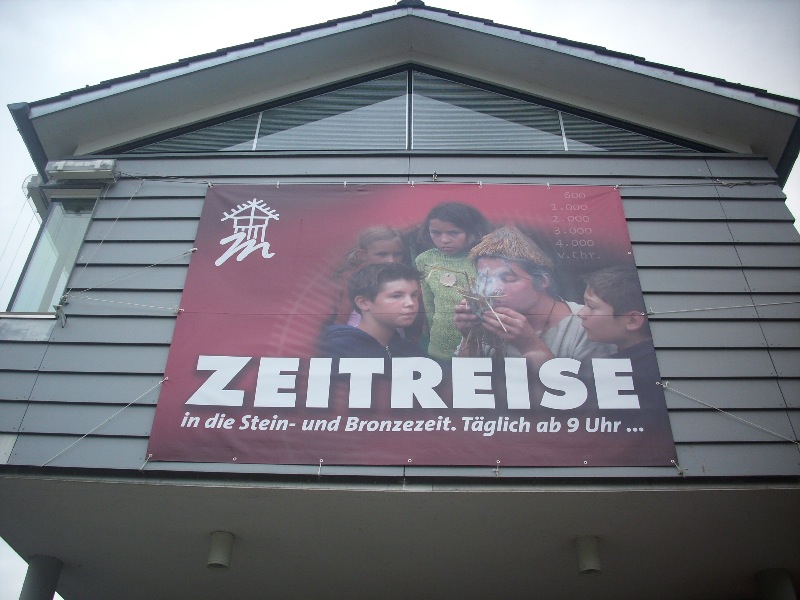 500
1.000
2.000
3.000
4.000
v.Chr.
m
ZEITREISE
in die Stein- und Bronzezeit. Täglich ab 9 Uhr ...